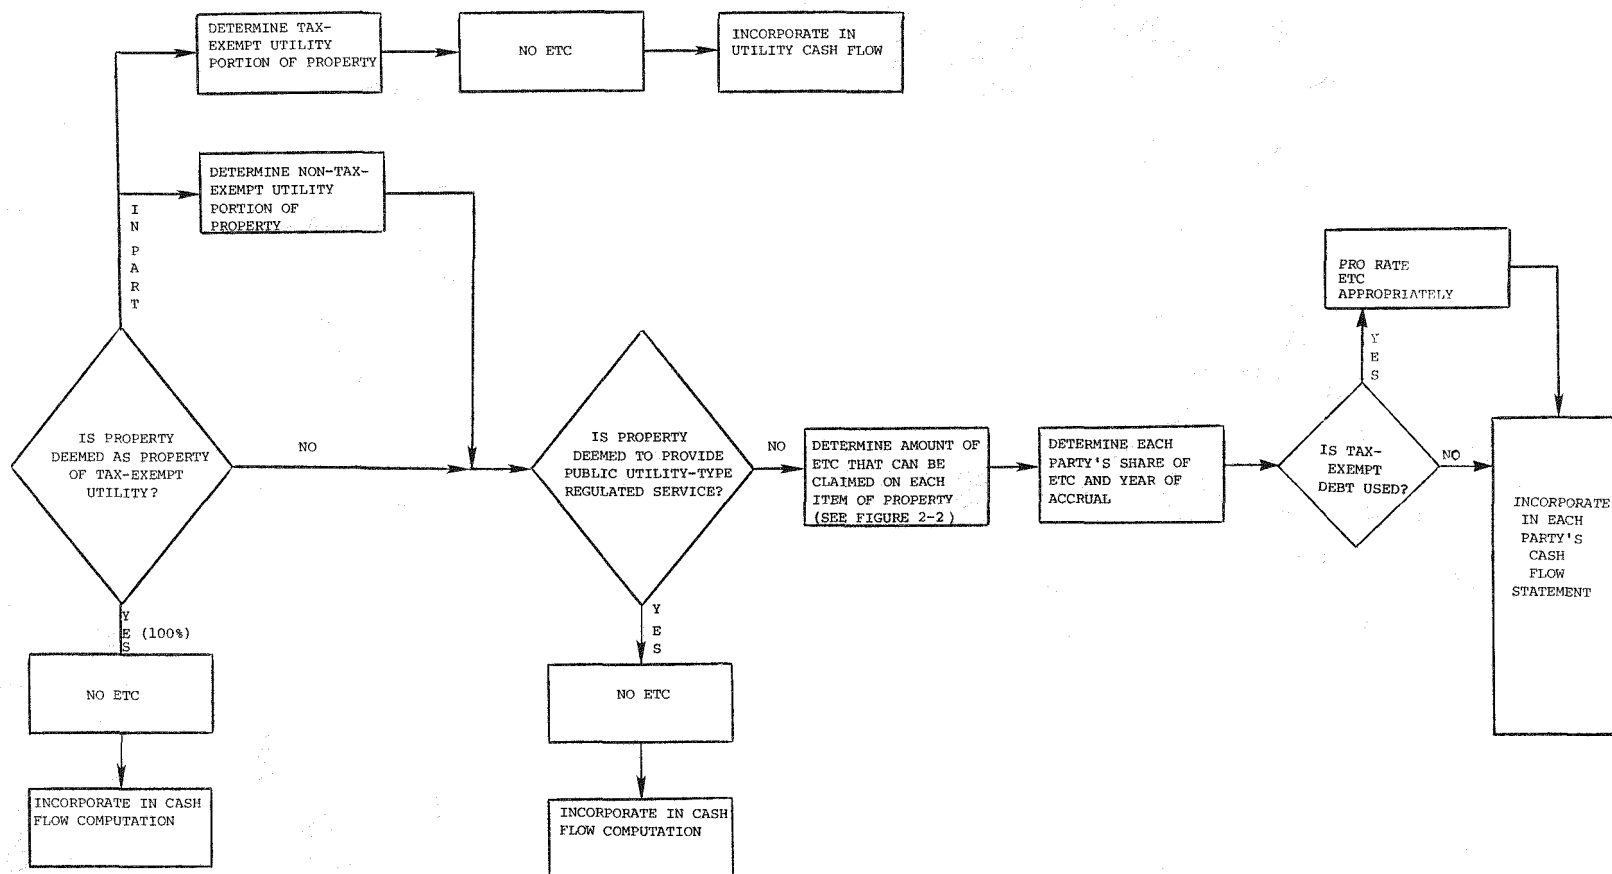 DETERMINE TAX-
EXEMPT UTILITY
PORTION OF PROPERTY
NO ETC
INCORPORATE IN
UTILITY CASH FLOW
DETERMINE NON-TAX-
EXEMPT UTILITY
PORTION OF
PROPERTY
IN PART
PRO RATE
ETC
APPROPRIATELY
YES
IS PROPERTY
DEEMED AS PROPERTY
OF TAX-EXEMPT
UTILITY?
NO
IS PROPERTY
DEEMED TO PROVIDE
PUBLIC UTILITY-TYPE
REGULATED SERVICE?
NO
DETERMINE AMOUNT OF
ETC THAT CAN BE
CLAIMED ON EACH
ITEM OF PROPERTY
(SEE FIGURE 2-2)
DETERMINE EACH
PARTY'S SHARE OF
ETC AND YEAR OF
ACCRUAL
IS TAX-
EXEMPT
DEBT USED?
NO
INCORPORATE
IN EACH
PARTY'S
CASH
FLOW
STATEMENT
YES (100%)
NO ETC
INCORPORATE IN CASH
FLOW COMPUTATION
YES
NO ETC
INCORPORATE IN CASH
FLOW COMPUTATION